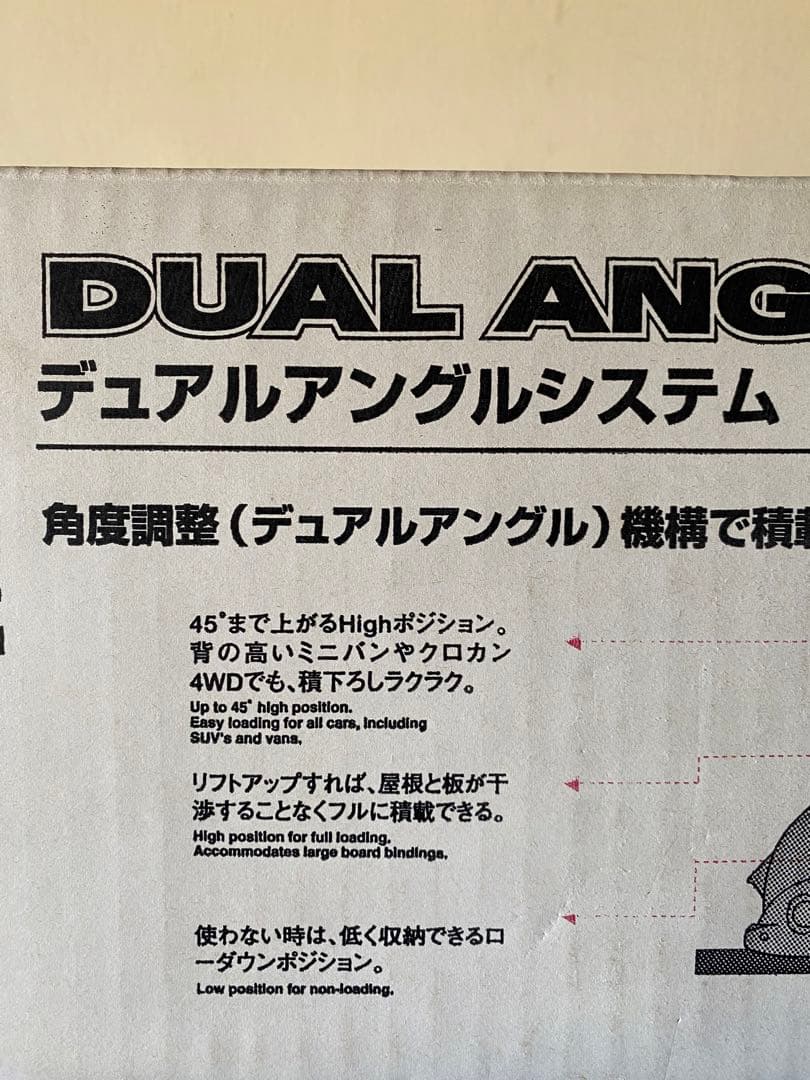 DUAL ANG
デュアルアングルシステム
角度調整（デュアルアングル）機構で積載
45°まで上がるHighポジション。
背の高いミニバンやクロカン
4WDでも、積下ろしラクラク。
Up to 45° high position.
Easy loading for all cars, Including
SUV's and vans,
リフトアップすれば、屋根と板が干
渉することなくフルに積載できる。
High position for full loading.
Accommodates large board bindings,
使わない時は、低く収納できるロ
ーダウンポジション。
Low position for non-loading.